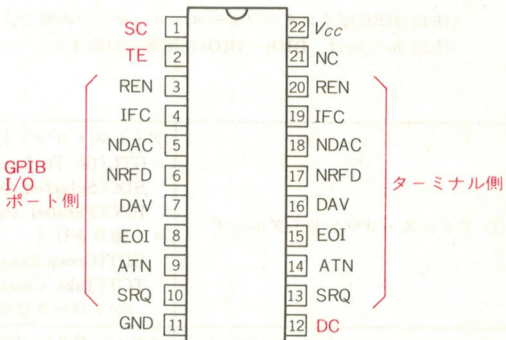 SC 1 22 Vcc
TE 2 21 NC
REN 3 20 REN
IFC 4 19 IFC
NDAC 5 18 NDAC
NRFD 6 17 NRFD
DAV 7 16 DAV
EOI 8 15 EOI
ATN 9 14 ATN
SRQ 10 13 SRQ
GND 11 12 DC
GPIB
I/O
ポート側
ターミナル側